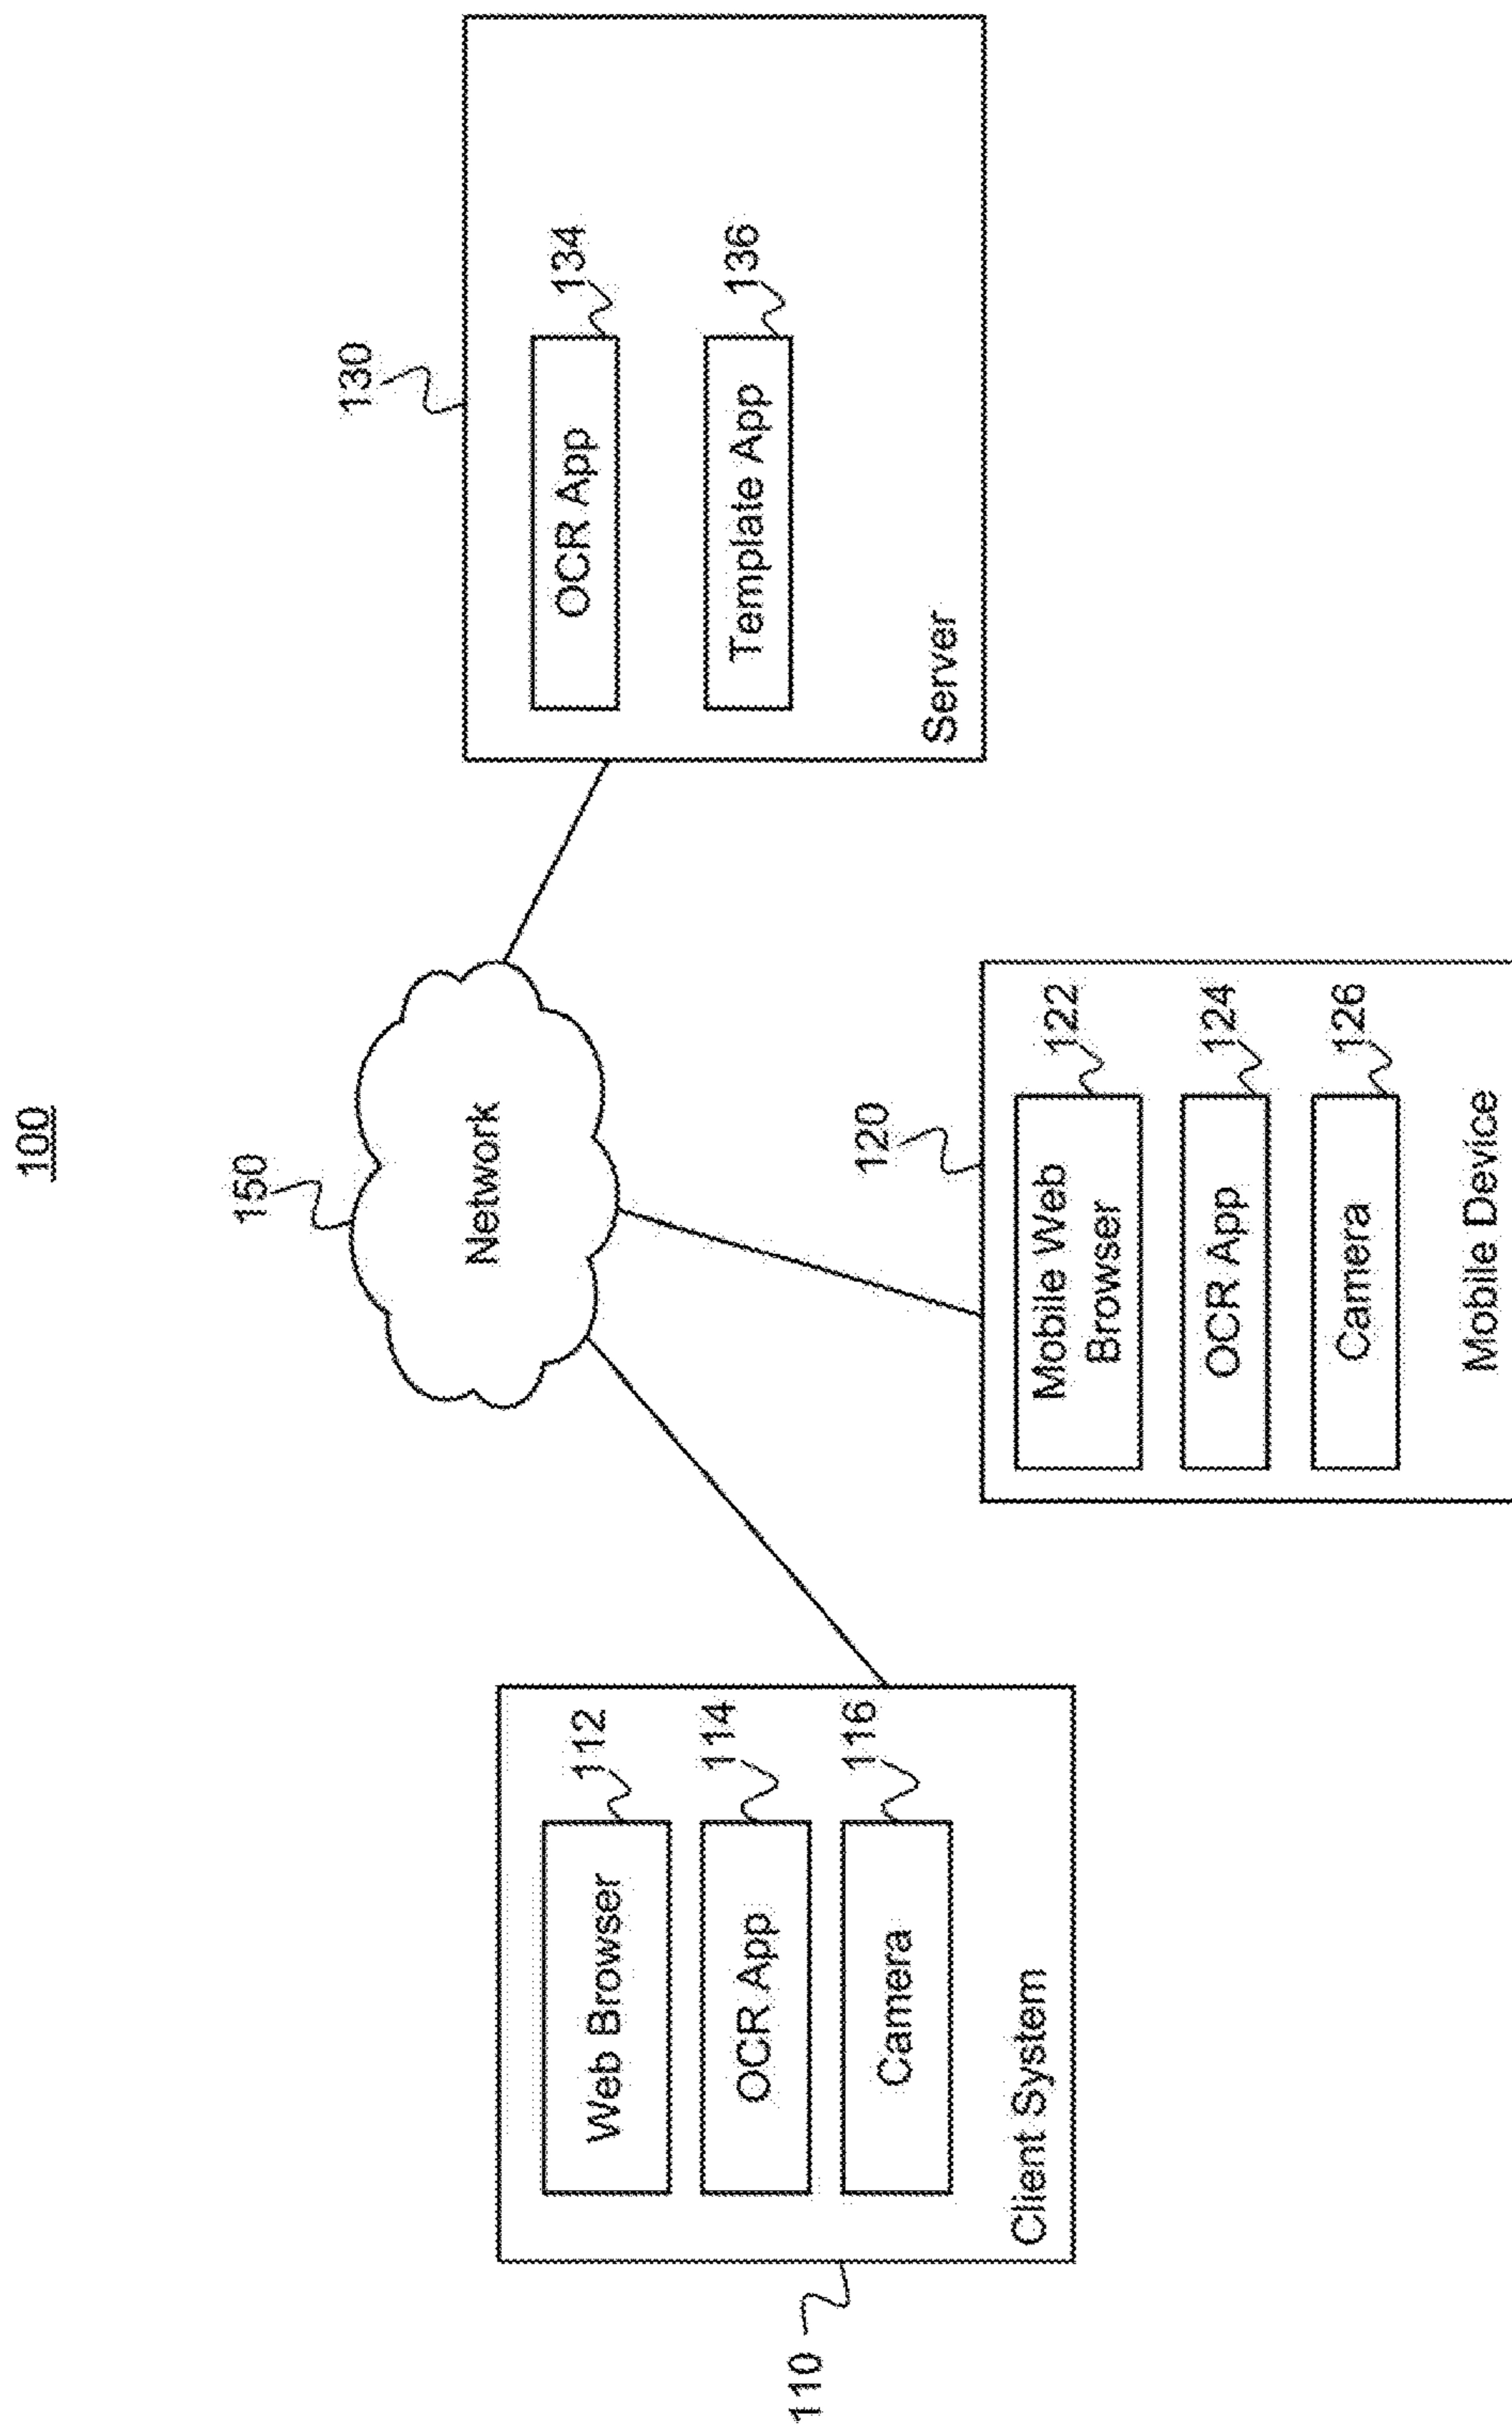 100
150
Network
110
Web Browser
112
OCR App
114
Camera
116
Client System
120
Mobile Web
Browser
122
OCR App
124
Camera
126
Mobile Device
130
OCR App
134
Template App
136
Server